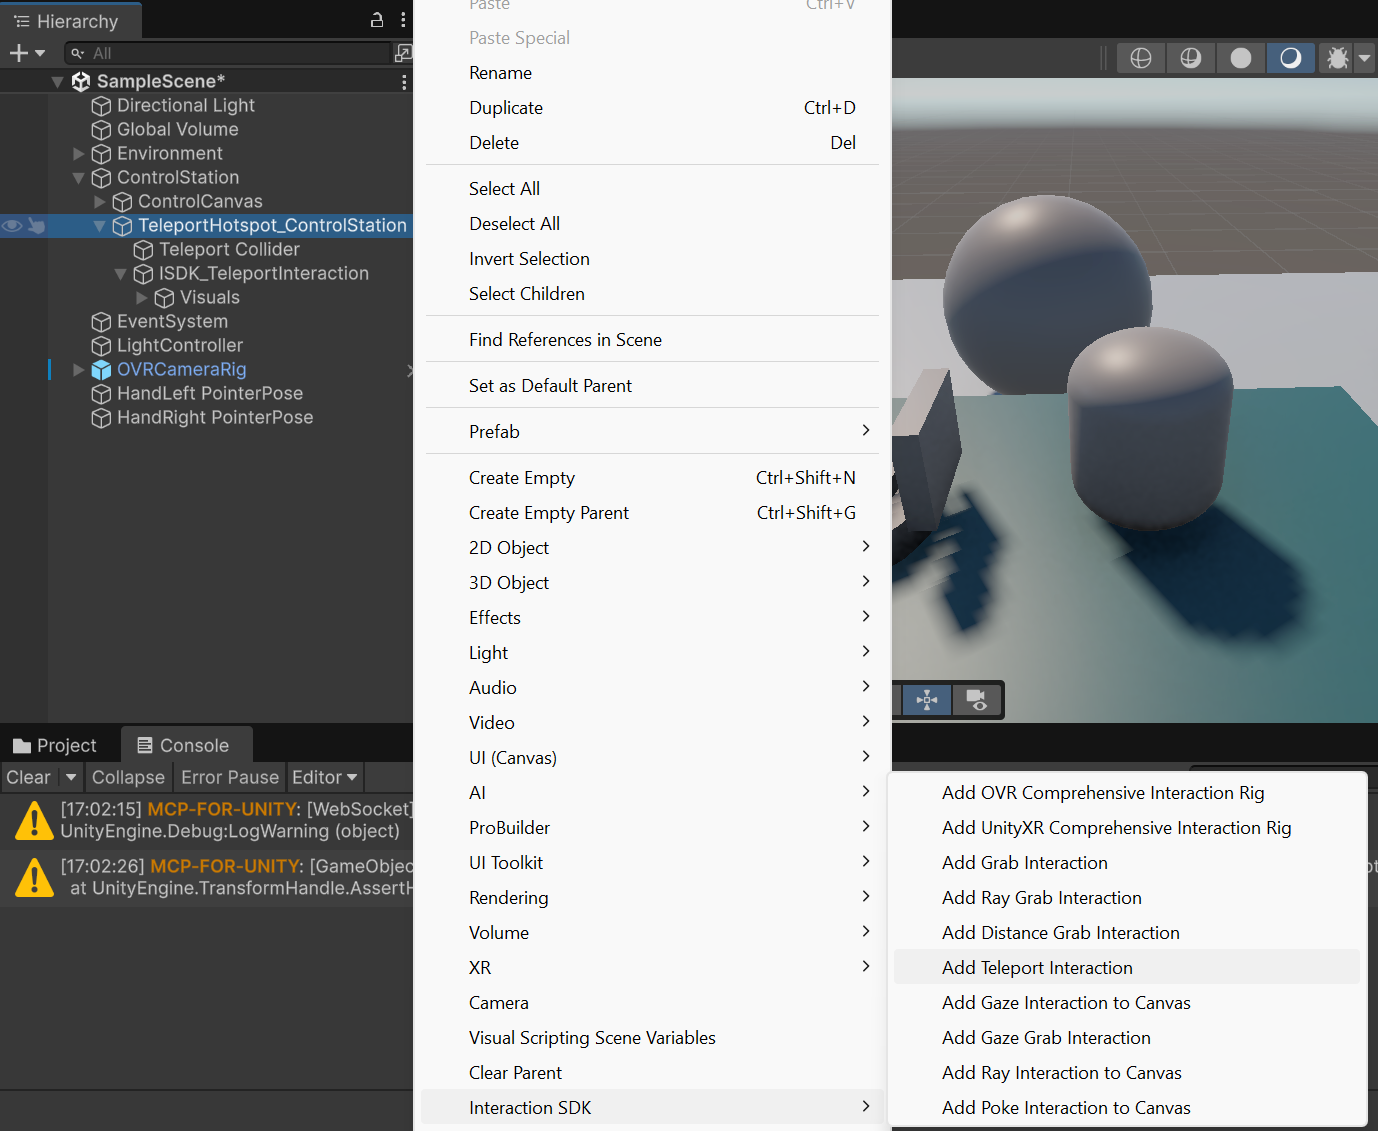 Hierarchy
All
SampleScene*
Directional Light
Global Volume
Environment
ControlStation
ControlCanvas
TeleportHotspot_ControlStation
Teleport Collider
ISDK_TeleportInteraction
Visuals
EventSystem
LightController
OVRCameraRig
HandLeft PointerPose
HandRight PointerPose
Project
Console
Clear
Collapse
Error Pause
Editor
[17:02:15] MCP-FOR-UNITY: [WebSocket]
UnityEngine.Debug:LogWarning (object)
[17:02:26] MCP-FOR-UNITY: [GameObjec
at UnityEngine.TransformHandle.AssertH
Paste Ctrl+V
Paste Special
Rename
Duplicate Ctrl+D
Delete Del
Select All
Deselect All
Invert Selection
Select Children
Find References in Scene
Set as Default Parent
Prefab
Create Empty Ctrl+Shift+N
Create Empty Parent Ctrl+Shift+G
2D Object
3D Object
Effects
Light
Audio
Video
UI (Canvas)
AI
ProBuilder
UI Toolkit
Rendering
Volume
XR
Camera
Visual Scripting Scene Variables
Clear Parent
Interaction SDK
Add OVR Comprehensive Interaction Rig
Add UnityXR Comprehensive Interaction Rig
Add Grab Interaction
Add Ray Grab Interaction
Add Distance Grab Interaction
Add Teleport Interaction
Add Gaze Interaction to Canvas
Add Gaze Grab Interaction
Add Ray Interaction to Canvas
Add Poke Interaction to Canvas